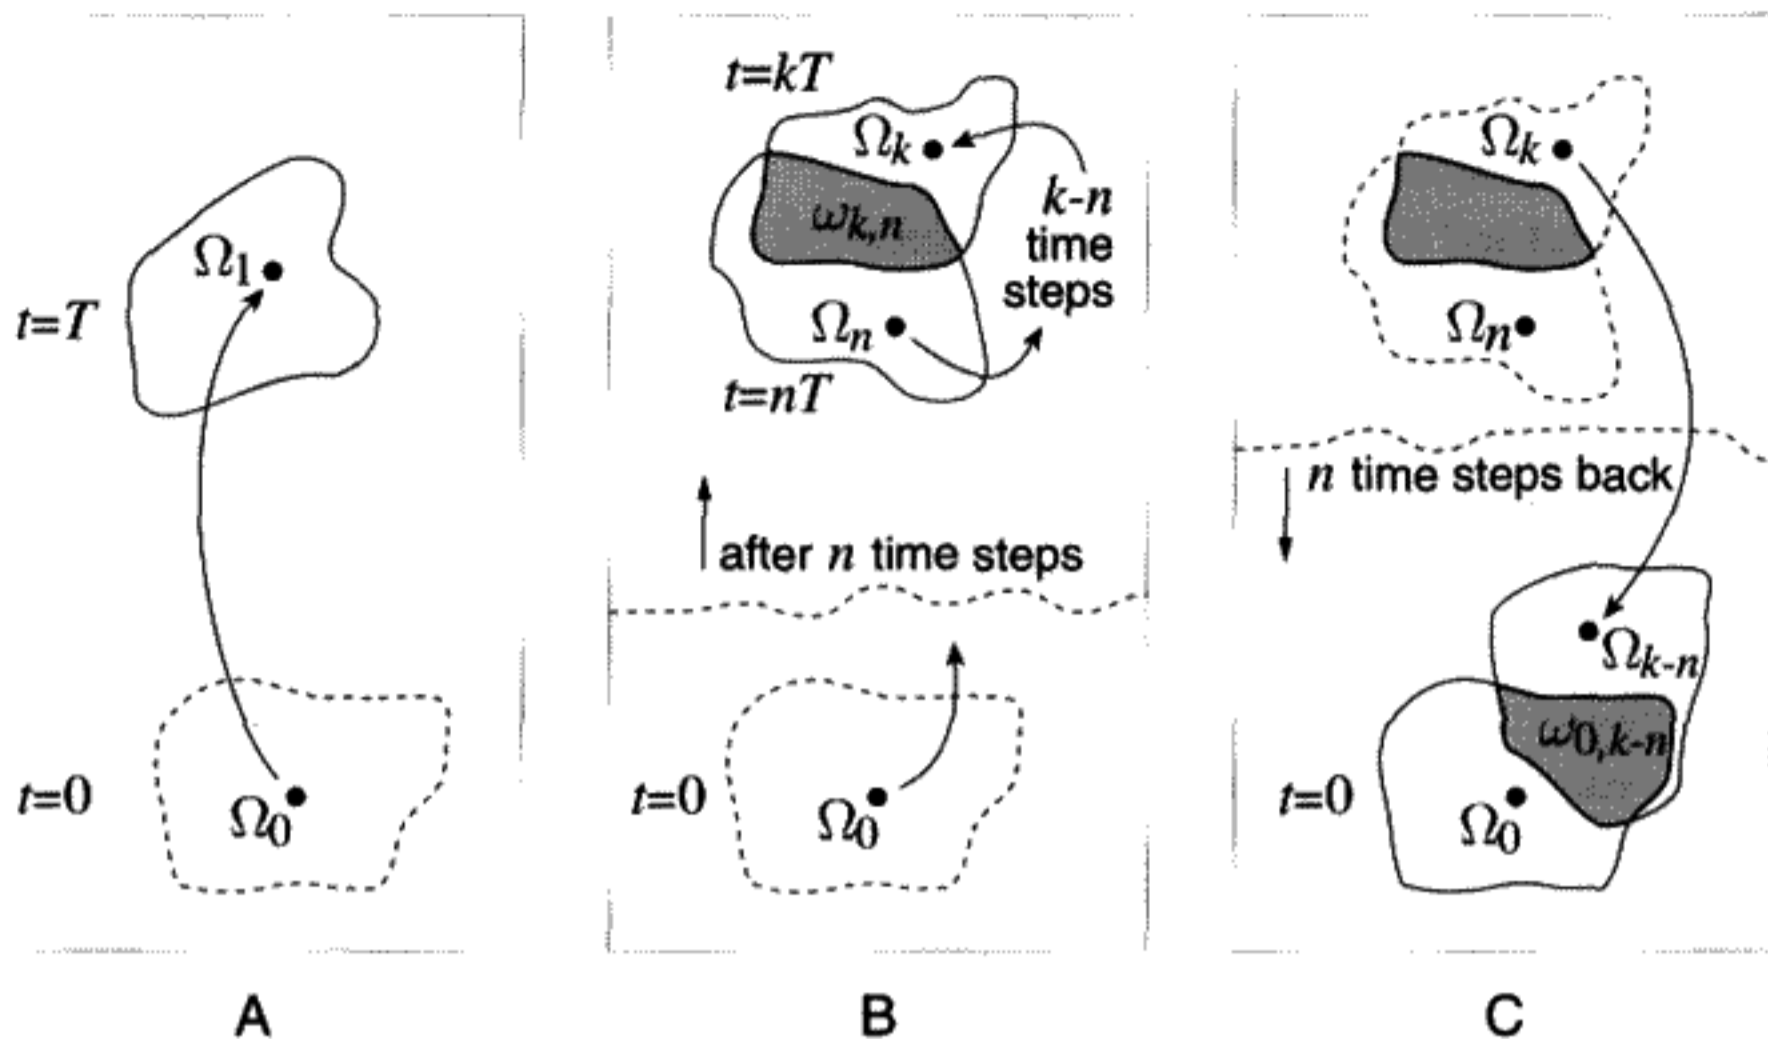 Ω₁
t=T
t=0
Ω₀
A
t=kT
Ωₖ
k-n
time
steps
ωₖ,ₙ
Ωₙ
t=nT
after n time steps
t=0
Ω₀
B
Ωₖ
Ωₙ
n time steps back
Ωₖ₋ₙ
ω₀,ₖ₋ₙ
t=0
Ω₀
C